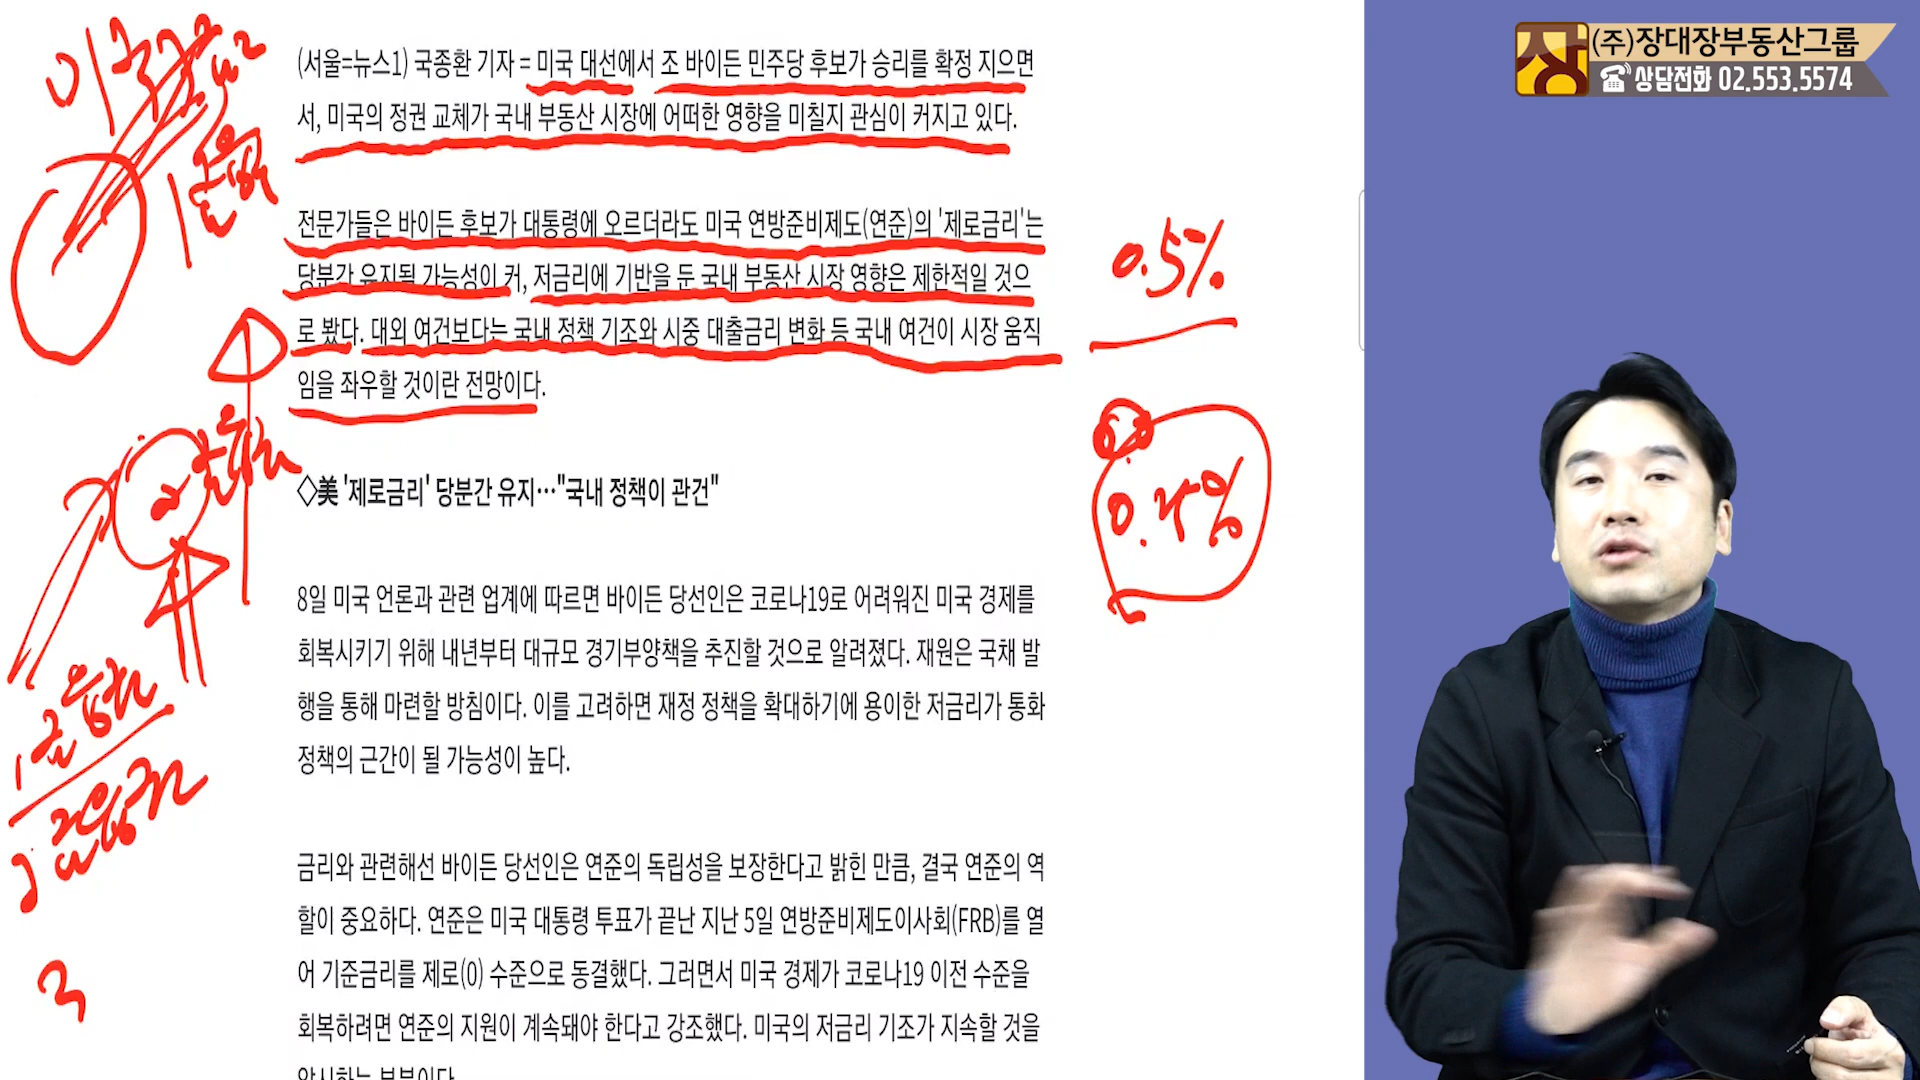 (서울=뉴스1) 국종환 기자 = 미국 대선에서 조 바이든 민주당 후보가 승리를 확정 지으면
서, 미국의 정권 교체가 국내 부동산 시장에 어떠한 영향을 미칠지 관심이 커지고 있다.
전문가들은 바이든 후보가 대통령에 오르더라도 미국 연방준비제도(연준)의 '제로금리'는
당분간 유지될 가능성이 커, 저금리에 기반을 둔 국내 부동산 시장 영향은 제한적일 것으
로 봤다. 대외 여건보다는 국내 정책 기조와 시중 대출금리 변화 등 국내 여건이 시장 움직
임을 좌우할 것이란 전망이다.
◇美 '제로금리' 당분간 유지…"국내 정책이 관건"
8일 미국 언론과 관련 업계에 따르면 바이든 당선인은 코로나19로 어려워진 미국 경제를
회복시키기 위해 내년부터 대규모 경기부양책을 추진할 것으로 알려졌다. 재원은 국채 발
행을 통해 마련할 방침이다. 이를 고려하면 재정 정책을 확대하기에 용이한 저금리가 통화
정책의 근간이 될 가능성이 높다.
금리와 관련해선 바이든 당선인은 연준의 독립성을 보장한다고 밝힌 만큼, 결국 연준의 역
할이 중요하다. 연준은 미국 대통령 투표가 끝난 지난 5일 연방준비제도이사회(FRB)를 열
어 기준금리를 제로(0) 수준으로 동결했다. 그러면서 미국 경제가 코로나19 이전 수준을
회복하려면 연준의 지원이 계속돼야 한다고 강조했다. 미국의 저금리 기조가 지속할 것을
암시하는 부분이다.
0.5%
1금융권
2금융권
3
장
(주)장대장부동산그룹
상담전화 02.553.5574